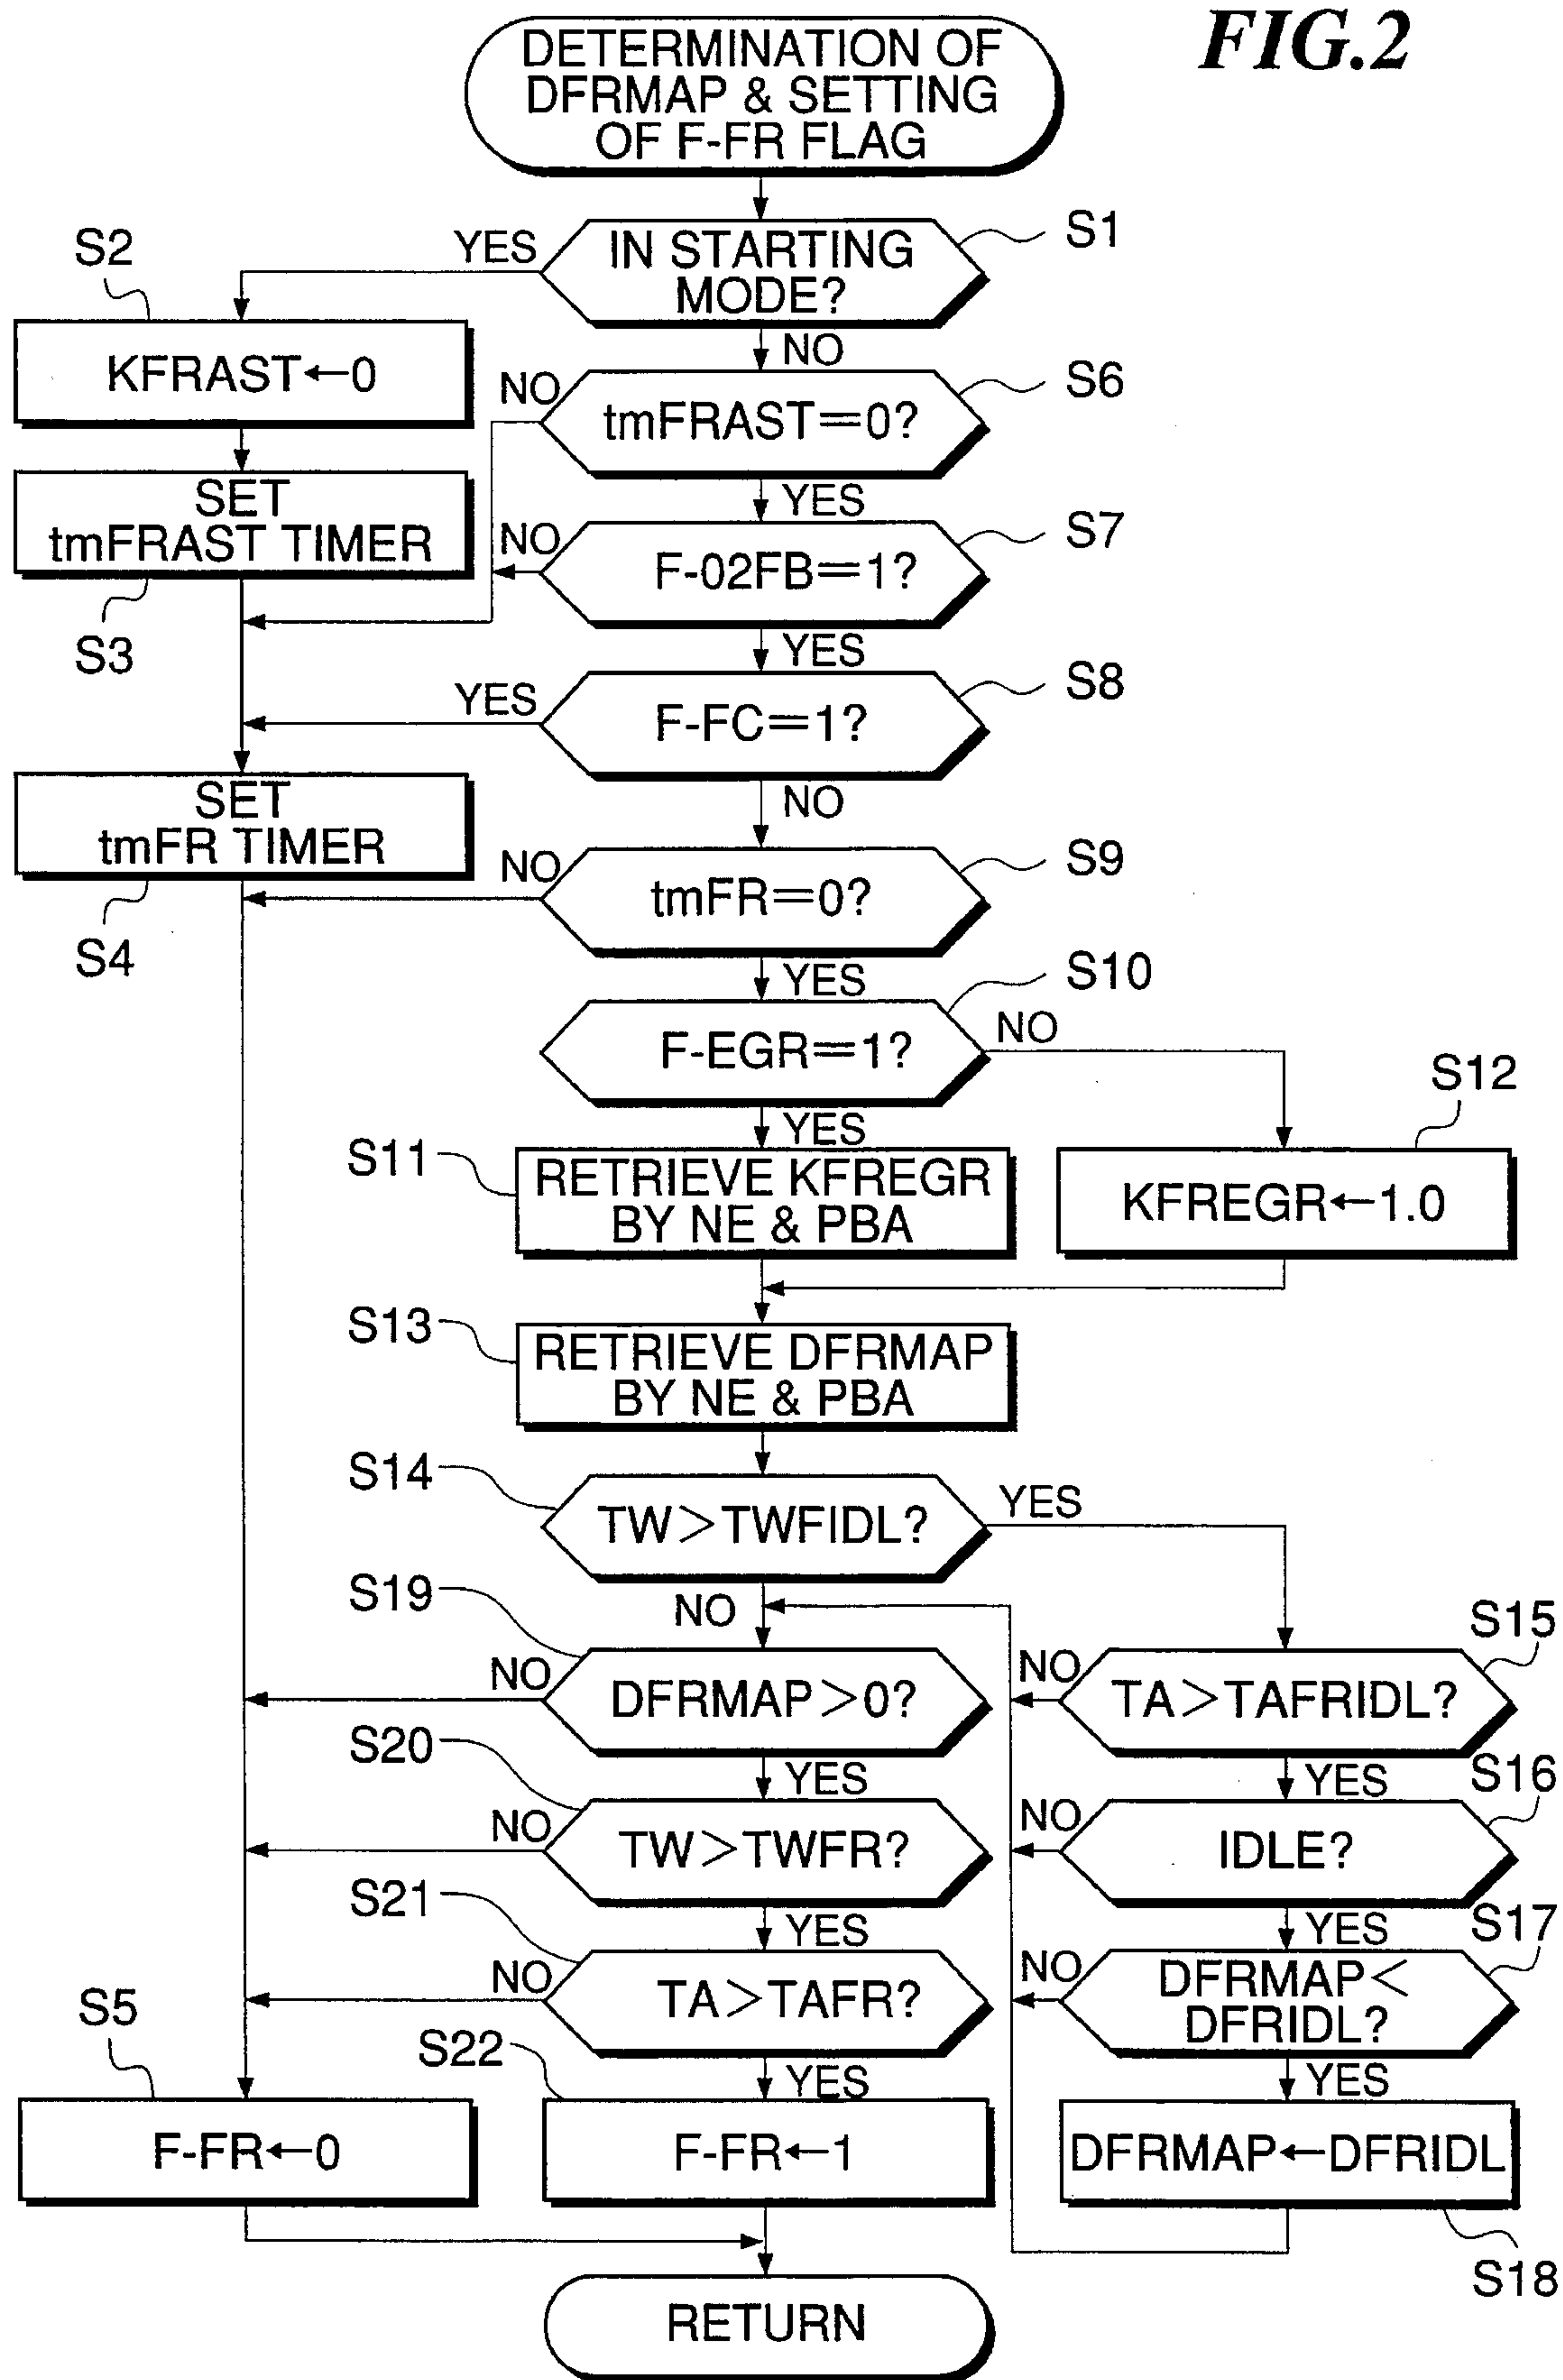 FIG.2
DETERMINATION OF
DFRMAP & SETTING
OF F-FR FLAG
S1
IN STARTING
MODE?
YES
NO
S2
KFRAST←0
S6
tmFRAST=0?
NO
YES
SET
tmFRAST TIMER
S3
S7
F-02FB=1?
NO
YES
S8
F-FC=1?
YES
NO
SET
tmFR TIMER
S4
S9
tmFR=0?
NO
YES
S10
F-EGR=1?
NO
YES
S11
RETRIEVE KFREGR
BY NE & PBA
S12
KFREGR←1.0
S13
RETRIEVE DFRMAP
BY NE & PBA
S14
TW>TWFIDL?
YES
NO
S19
DFRMAP>0?
NO
YES
S15
TA>TAFRIDL?
NO
YES
S20
TW>TWFR?
NO
YES
S16
IDLE?
NO
YES
S21
TA>TAFR?
NO
YES
S17
DFRMAP<
DFRIDL?
NO
YES
S5
F-FR←0
S22
F-FR←1
DFRMAP←DFRIDL
S18
RETURN